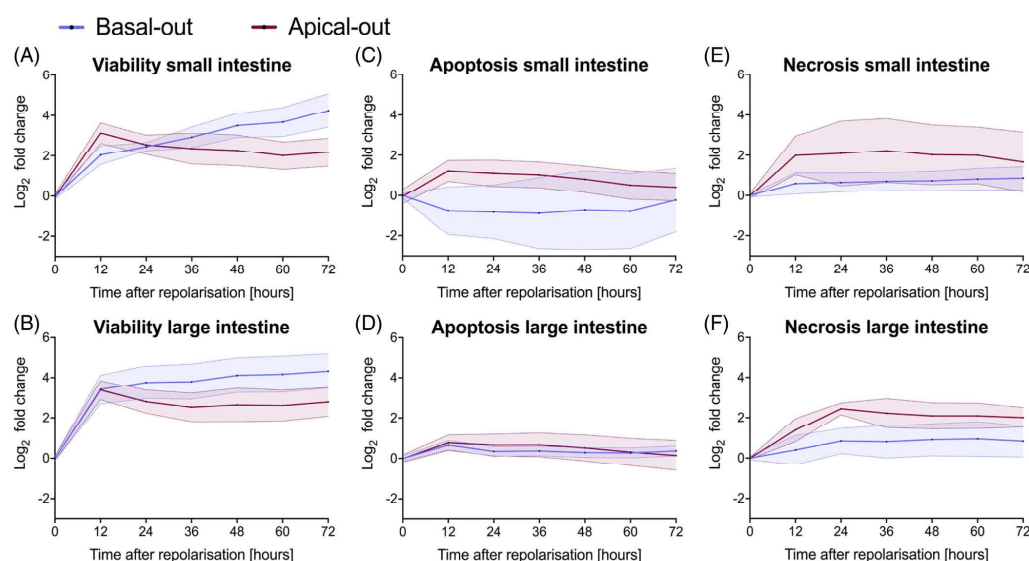 Basal-out Apical-out
(A) Viability small intestine
Log2 fold change
6
4
2
0
-2
0 12 24 36 48 60 72
Time after repolarisation [hours]
(C) Apoptosis small intestine
Log2 fold change
6
4
2
0
-2
0 12 24 36 48 60 72
Time after repolarisation [hours]
(E) Necrosis small intestine
Log2 fold change
6
4
2
0
-2
0 12 24 36 48 60 72
Time after repolarisation [hours]
(B) Viability large intestine
Log2 fold change
6
4
2
0
-2
0 12 24 36 48 60 72
Time after repolarisation [hours]
(D) Apoptosis large intestine
Log2 fold change
6
4
2
0
-2
0 12 24 36 48 60 72
Time after repolarisation [hours]
(F) Necrosis large intestine
Log2 fold change
6
4
2
0
-2
0 12 24 36 48 60 72
Time after repolarisation [hours]